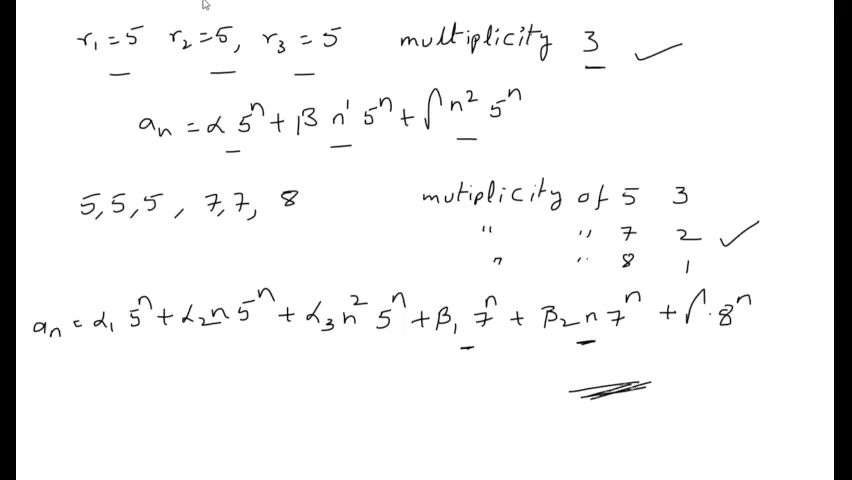 r₁ = 5 r₂ = 5, r₃ = 5 multiplicity 3 ✓
aₙ = α 5ⁿ + β n¹ 5ⁿ + Γ n² 5ⁿ
5, 5, 5, 7, 7, 8 mutiplicity of 5 3
" " 7 2 ✓
" " 8 1
aₙ = α₁ 5ⁿ + α₂ n 5ⁿ + α₃ n² 5ⁿ + β₁ 7ⁿ + β₂ n 7ⁿ + Γ · 8ⁿ